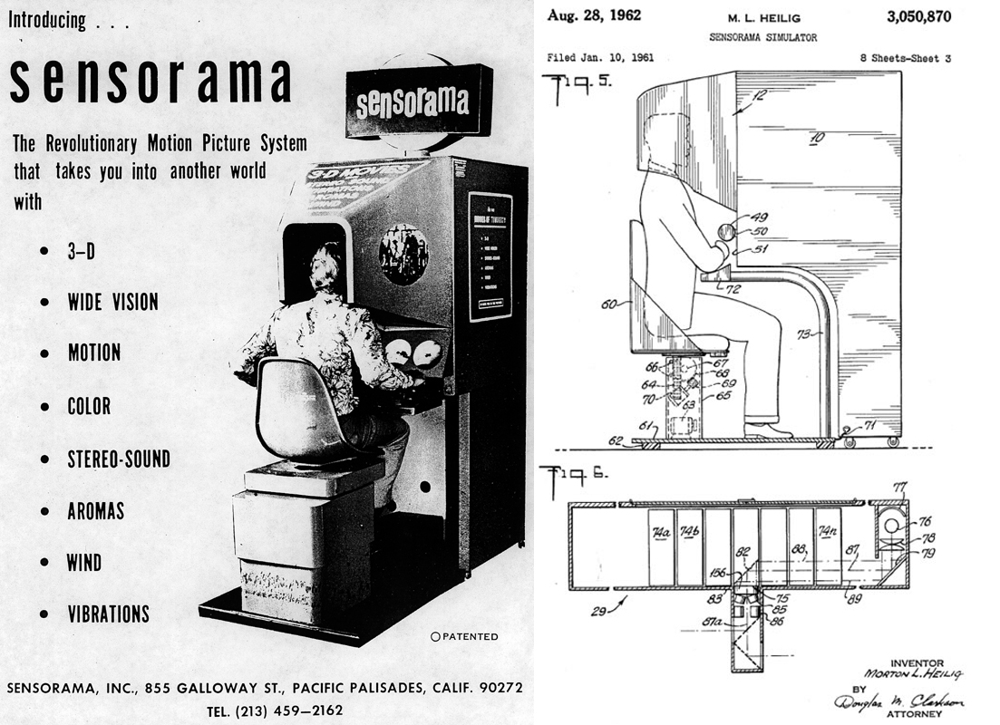 Introducing . . .
sensorama
The Revolutionary Motion Picture System
that takes you into another world
with
• 3-D
• WIDE VISION
• MOTION
• COLOR
• STEREO-SOUND
• AROMAS
• WIND
• VIBRATIONS
sensorama
3-D MOVIES
PATENTED
SENSORAMA, INC., 855 GALLOWAY ST., PACIFIC PALISADES, CALIF. 90272
TEL. (213) 459-2162
Aug. 28, 1962
M. L. HEILIG
3,050,870
SENSORAMA SIMULATOR
Filed Jan. 10, 1961
8 Sheets-Sheet 3
Fig. 5.
12
10
49
50
51
72
60
73
66
67
68
64
69
70
65
63
61
71
62
Fig. 6.
77
74a
74b
74n
76
78
82
88
87
79
156
83
75
89
29
85
87a
86
INVENTOR
MORTON L. HEILIG
BY
Douglas M. Clarkson
ATTORNEY